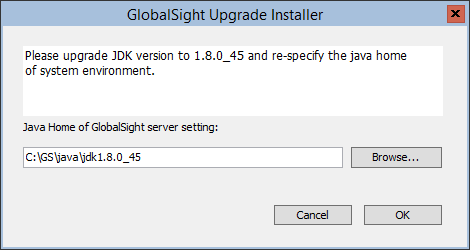 GlobalSight Upgrade Installer
Please upgrade JDK version to 1.8.0_45 and re-specify the java home
of system environment.
Java Home of GlobalSight server setting:
C:\GS\java\jdk1.8.0_45
Browse...
Cancel
OK